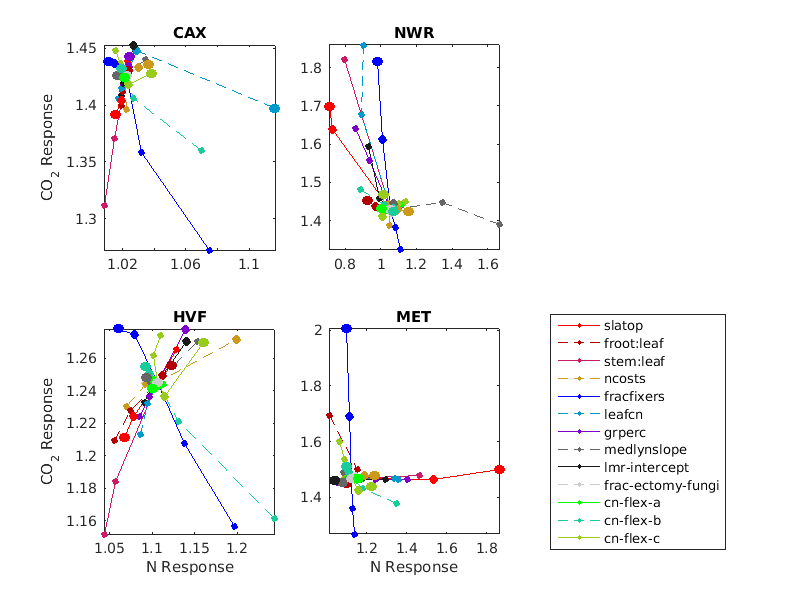 CAX
NWR
1.45
1.4
1.35
1.3
CO2 Response
1.02
1.06
1.1
1.8
1.7
1.6
1.5
1.4
0.8
1
1.2
1.4
1.6
HVF
MET
1.26
1.24
1.22
1.2
1.18
1.16
CO2 Response
1.05
1.1
1.15
1.2
N Response
2
1.8
1.6
1.4
1.2
1.4
1.6
1.8
N Response
slatop
froot:leaf
stem:leaf
ncosts
fracfixers
leafcn
grperc
medlynslope
lmr-intercept
frac-ectomy-fungi
cn-flex-a
cn-flex-b
cn-flex-c